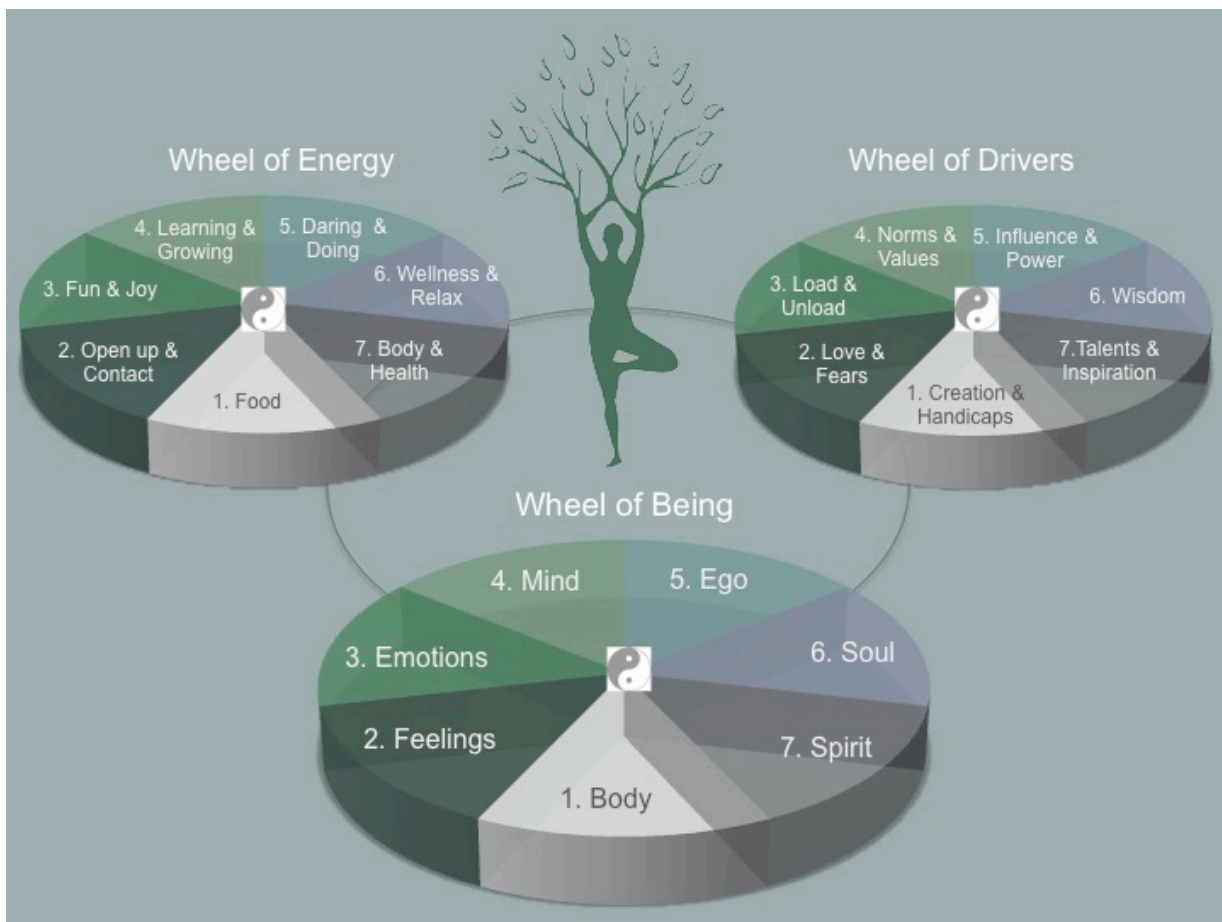 Wheel of Energy
1. Food
2. Open up &
Contact
3. Fun & Joy
4. Learning &
Growing
5. Daring &
Doing
6. Wellness &
Relax
7. Body &
Health
Wheel of Drivers
1. Creation &
Handicaps
2. Love &
Fears
3. Load &
Unload
4. Norms &
Values
5. Influence &
Power
6. Wisdom
7.Talents &
Inspiration
Wheel of Being
1. Body
2. Feelings
3. Emotions
4. Mind
5. Ego
6. Soul
7. Spirit